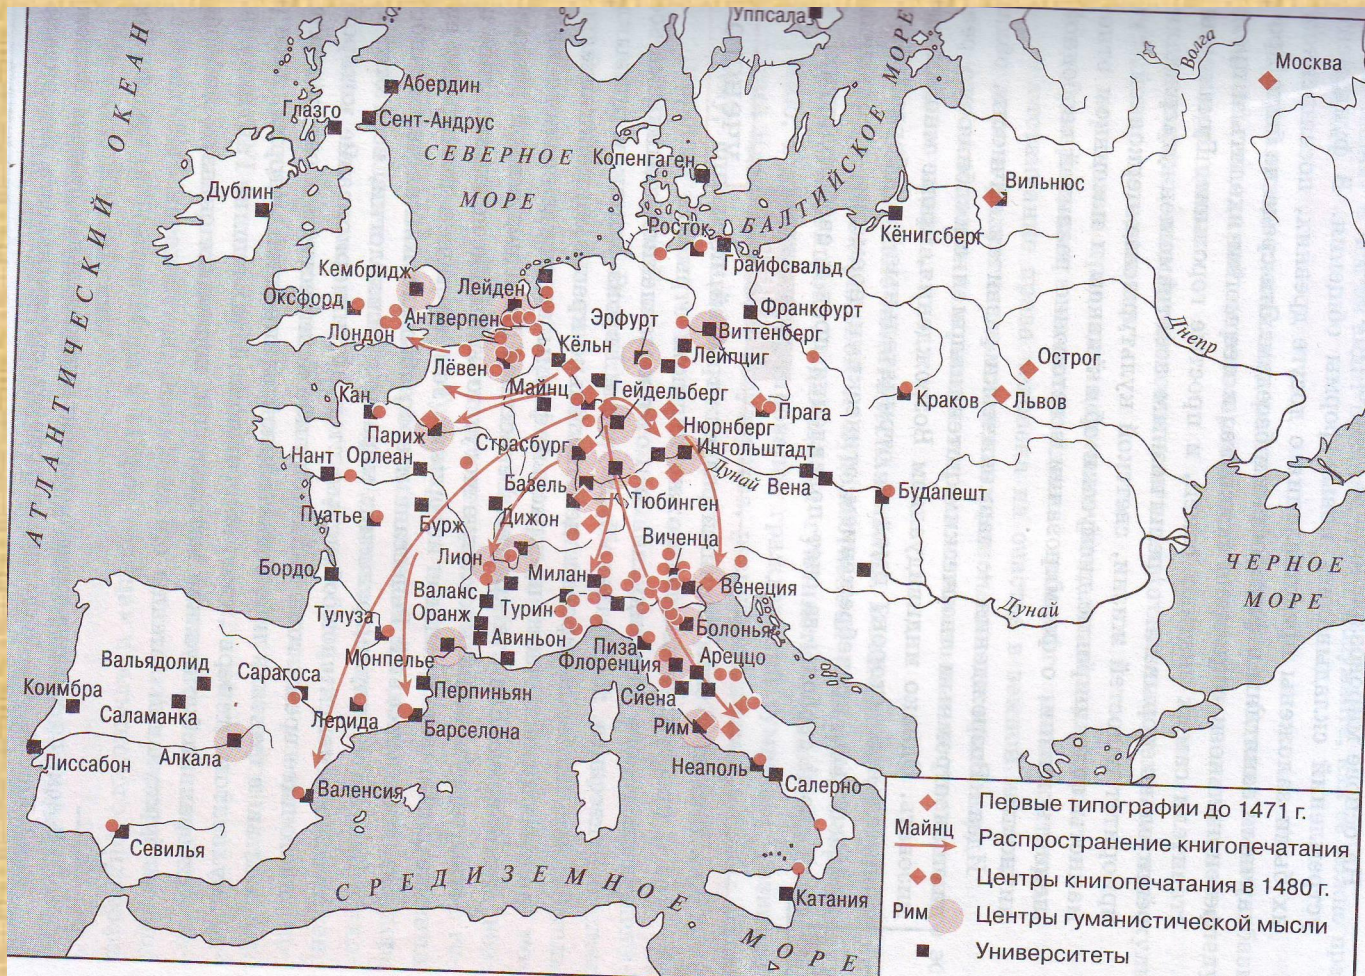 Уппсала
Волга
Москва
АТЛАНТИЧЕСКИЙ ОКЕАН
Абердин
Глазго
Сент-Андрус
СЕВЕРНОЕ
МОРЕ
Копенгаген
БАЛТИЙСКОЕ МОРЕ
Вильнюс
Дублин
Росток
Кёнигсберг
Грайфсвальд
Кембридж
Лейден
Оксфорд
Антверпен
Эрфурт
Франкфурт
Виттенберг
Днепр
Лондон
Кёльн
Лейпциг
Острог
Лёвен
Майнц
Гейдельберг
Кан
Прага
Краков
Львов
Париж
Нюрнберг
Страсбург
Ингольштадт
Нант
Орлеан
Дунай
Вена
Базель
Тюбинген
Будапешт
Пуатье
Бурж
Дижон
Виченца
Лион
Бордо
Милан
Венеция
ЧЕРНОЕ
МОРЕ
Валанс
Оранж
Турин
Дунай
Тулуза
Авиньон
Болонья
Пиза
Монпелье
Флоренция
Ареццо
Вальядолид
Сарагоса
Коимбра
Перпиньян
Сиена
Саламанка
Лерида
Барселона
Рим
Лиссабон
Алкала
Неаполь
Салерно
Валенсия
Севилья
СРЕДИЗЕМНОЕ МОРЕ
Катания
Первые типографии до 1471 г.
Майнц
Распространение книгопечатания
Центры книгопечатания в 1480 г.
Рим
Центры гуманистической мысли
Университеты